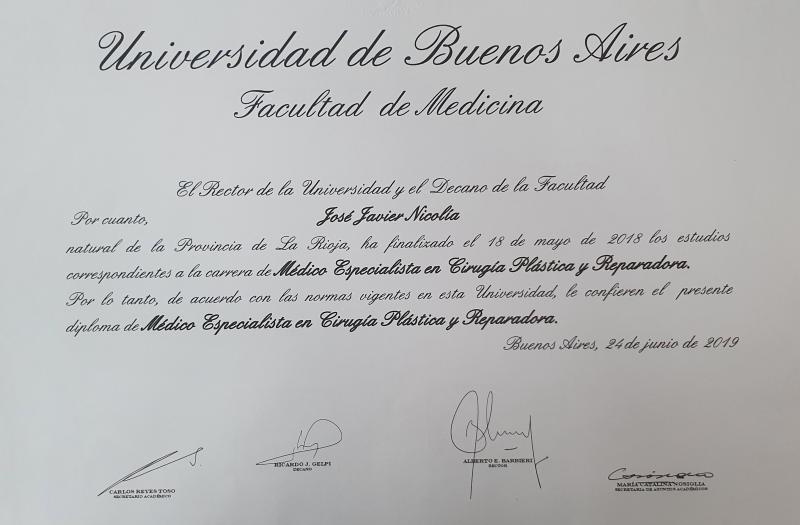 Universidad de Buenos Aires
Facultad de Medicina
El Rector de la Universidad y el Decano de la Facultad
Por cuanto, José Javier Nicolía
natural de la Provincia de La Rioja, ha finalizado el 18 de mayo de 2018 los estudios
correspondientes a la carrera de Médico Especialista en Cirugía Plástica y Reparadora.
Por lo tanto, de acuerdo con las normas vigentes en esta Universidad, le confieren el presente
diploma de Médico Especialista en Cirugía Plástica y Reparadora.
Buenos Aires, 24 de junio de 2019
CARLOS REYES TOSO
SECRETARIO ACADÉMICO
RICARDO J. GELPI
DECANO
ALBERTO E. BARBIERI
RECTOR
MARÍA CATALINA NOSIGLIA
SECRETARIA DE ASUNTOS ACADÉMICOS